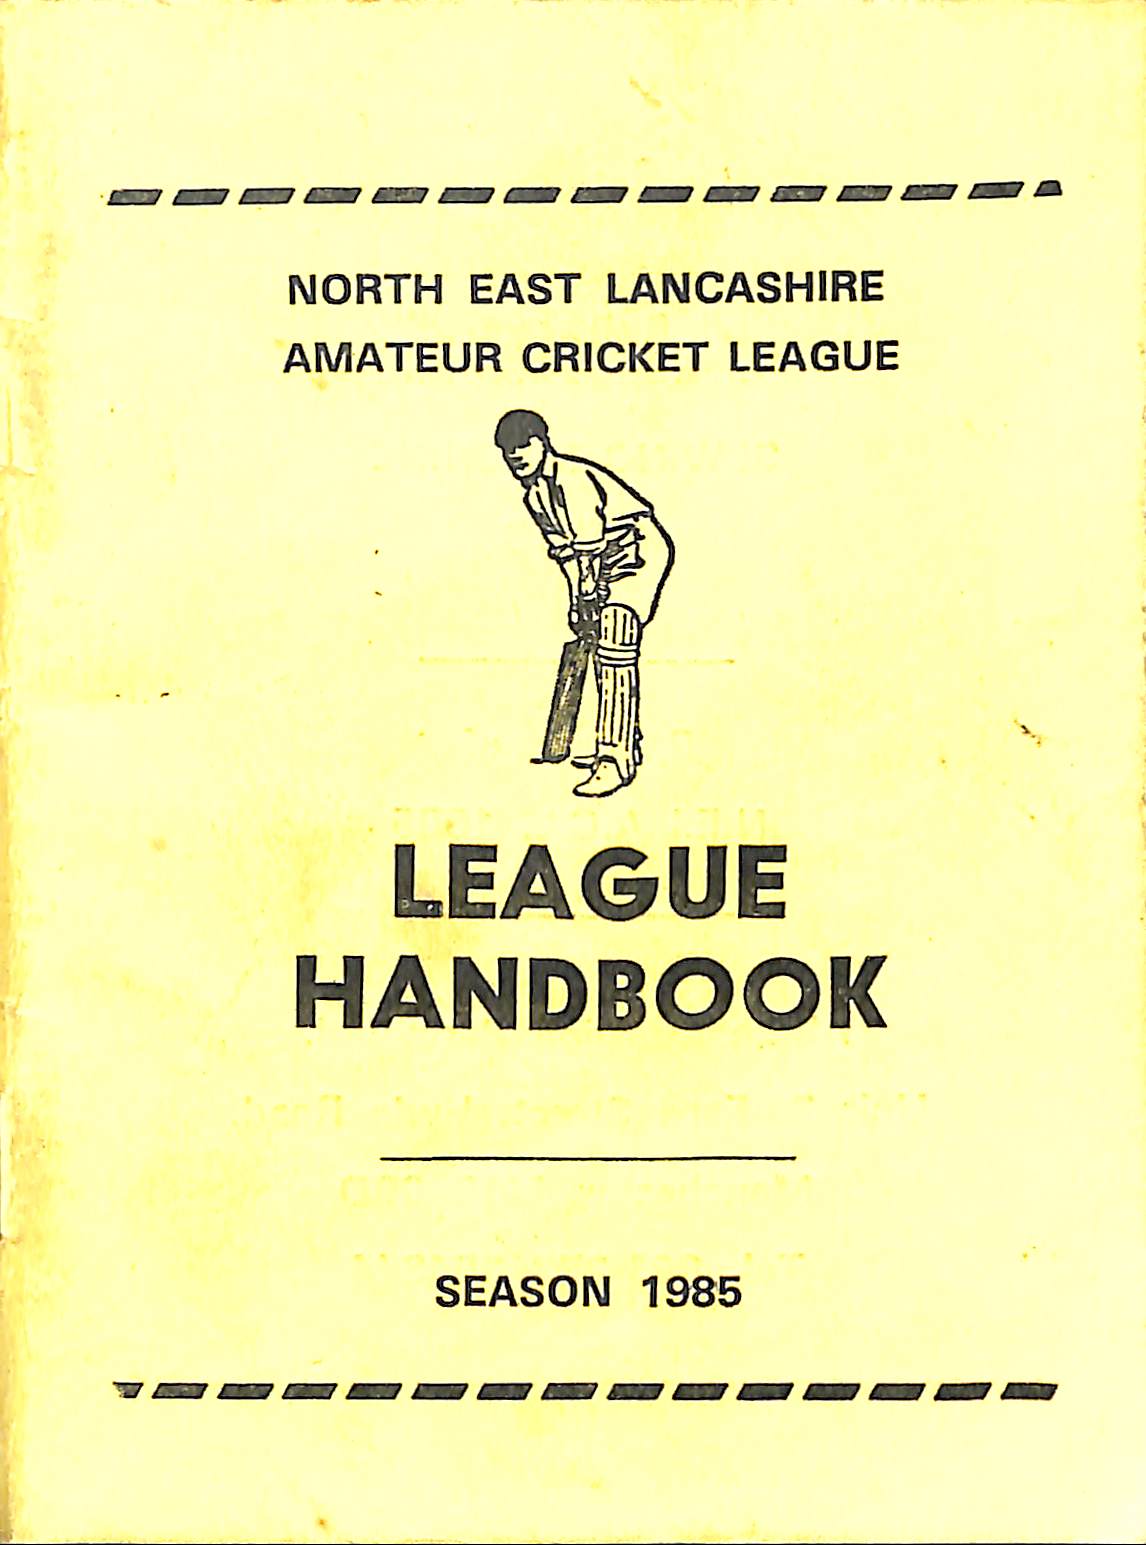 NORTH EAST LANCASHIRE
AMATEUR CRICKET LEAGUE
LEAGUE
HANDBOOK
SEASON 1985